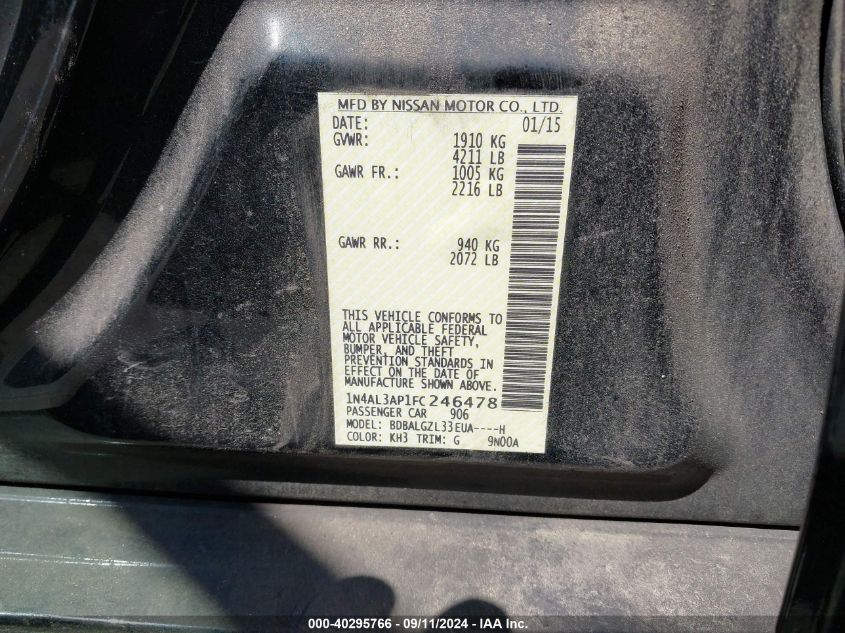 MFD BY NISSAN MOTOR CO., LTD.
DATE: 01/15
GVWR: 1910 KG
4211 LB
GAWR FR.: 1005 KG
2216 LB
GAWR RR.: 940 KG
2072 LB
THIS VEHICLE CONFORMS TO
ALL APPLICABLE FEDERAL
MOTOR VEHICLE SAFETY,
BUMPER, AND THEFT
PREVENTION STANDARDS IN
EFFECT ON THE DATE OF
MANUFACTURE SHOWN ABOVE.
1N4AL3AP1FC246478
PASSENGER CAR 906
MODEL: BDBALGZL33EUA----H
COLOR: KH3 TRIM: G 9N00A
000-40295766 - 09/11/2024 - IAA Inc.